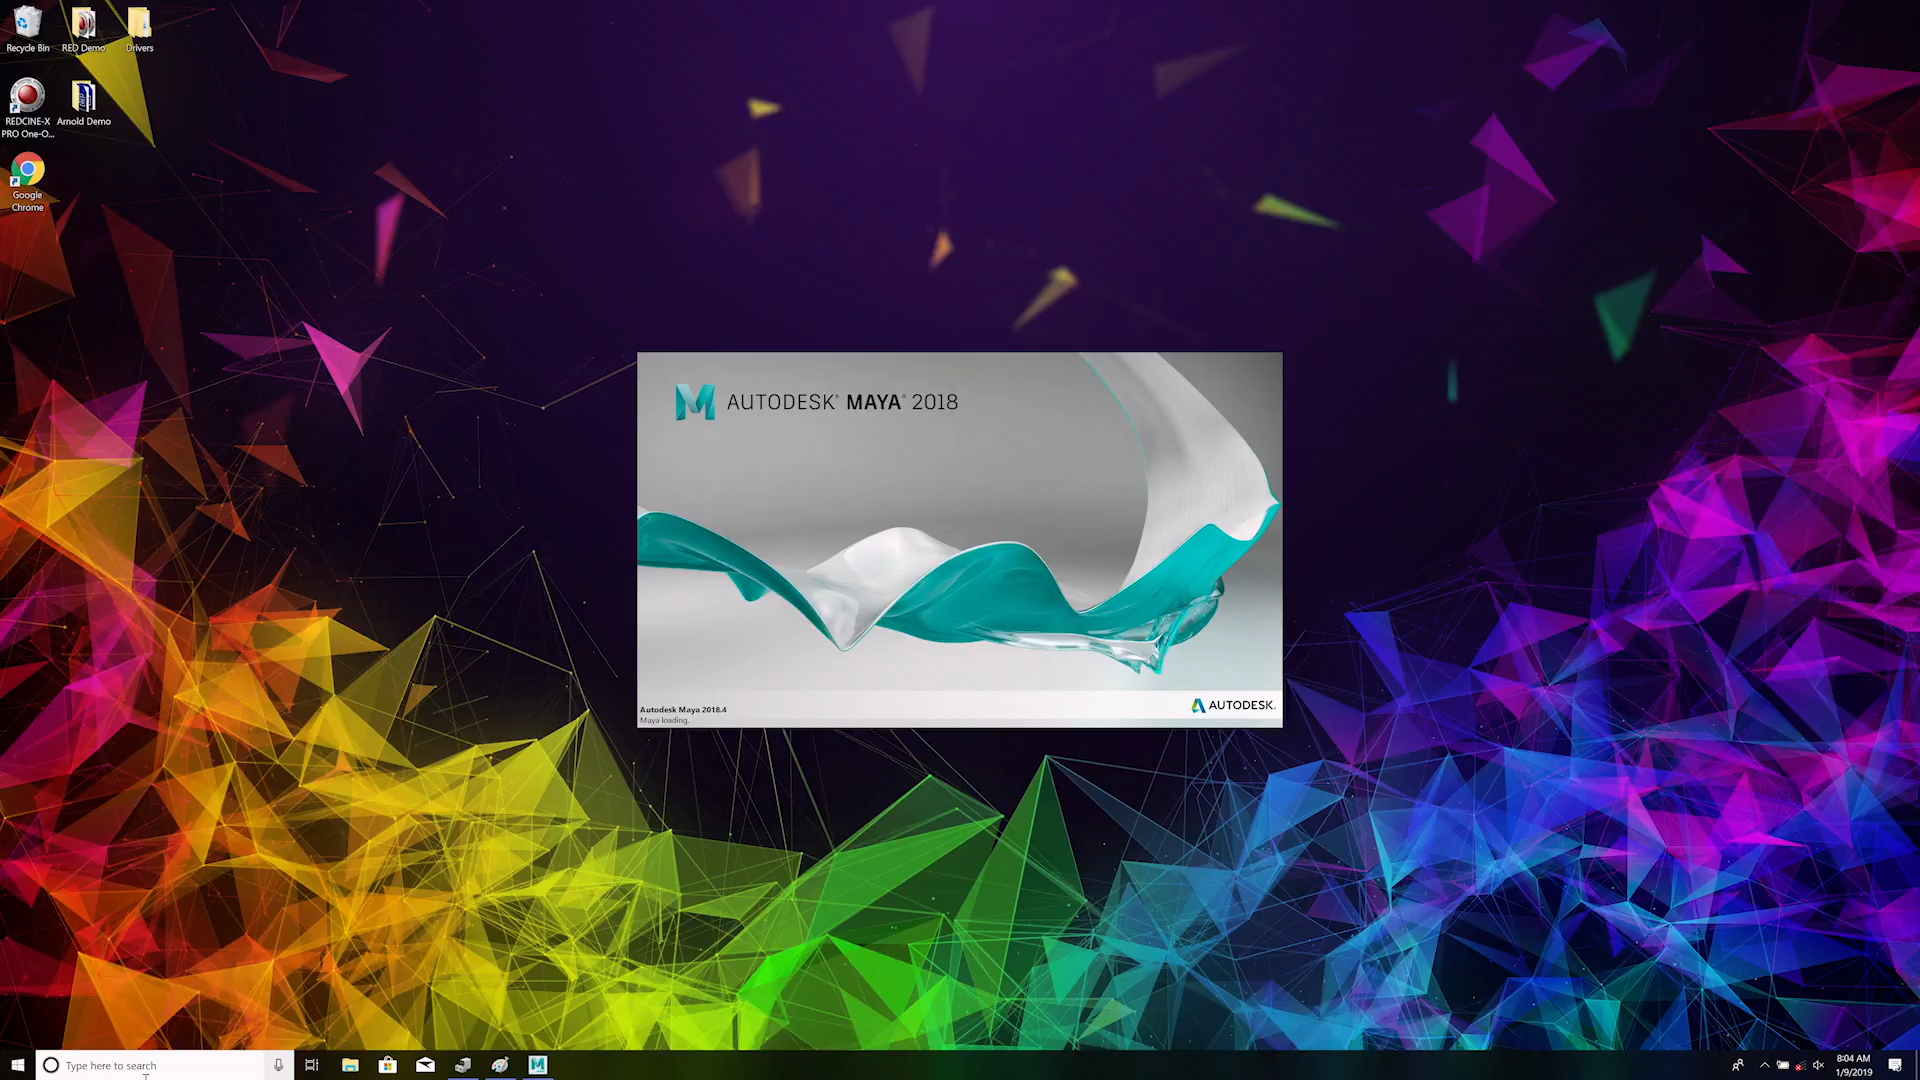 Recycle Bin
RED Demo
Drivers
REDCINE-X
PRO One-O...
Arnold Demo
Google
Chrome
AUTODESK® MAYA® 2018
Autodesk Maya 2018.4
Maya loading.
AUTODESK.
Type here to search
8:04 AM
1/9/2019